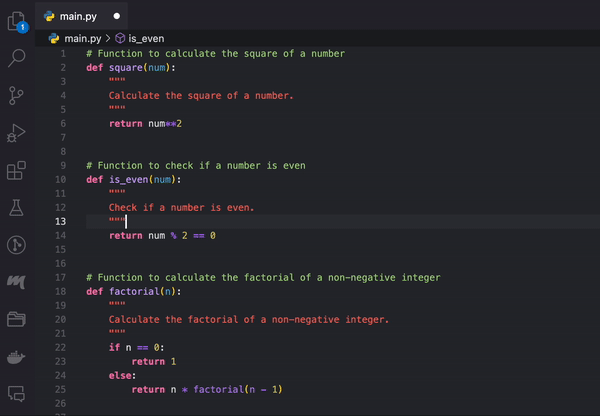 1
main.py
main.py > is_even
1 # Function to calculate the square of a number
2 def square(num):
3 """
4 Calculate the square of a number.
5 """
6 return num**2
7
8
9 # Function to check if a number is even
10 def is_even(num):
11 """
12 Check if a number is even.
13 """
14 return num % 2 == 0
15
16
17 # Function to calculate the factorial of a non-negative integer
18 def factorial(n):
19 """
20 Calculate the factorial of a non-negative integer.
21 """
22 if n == 0:
23 return 1
24 else:
25 return n * factorial(n - 1)
26